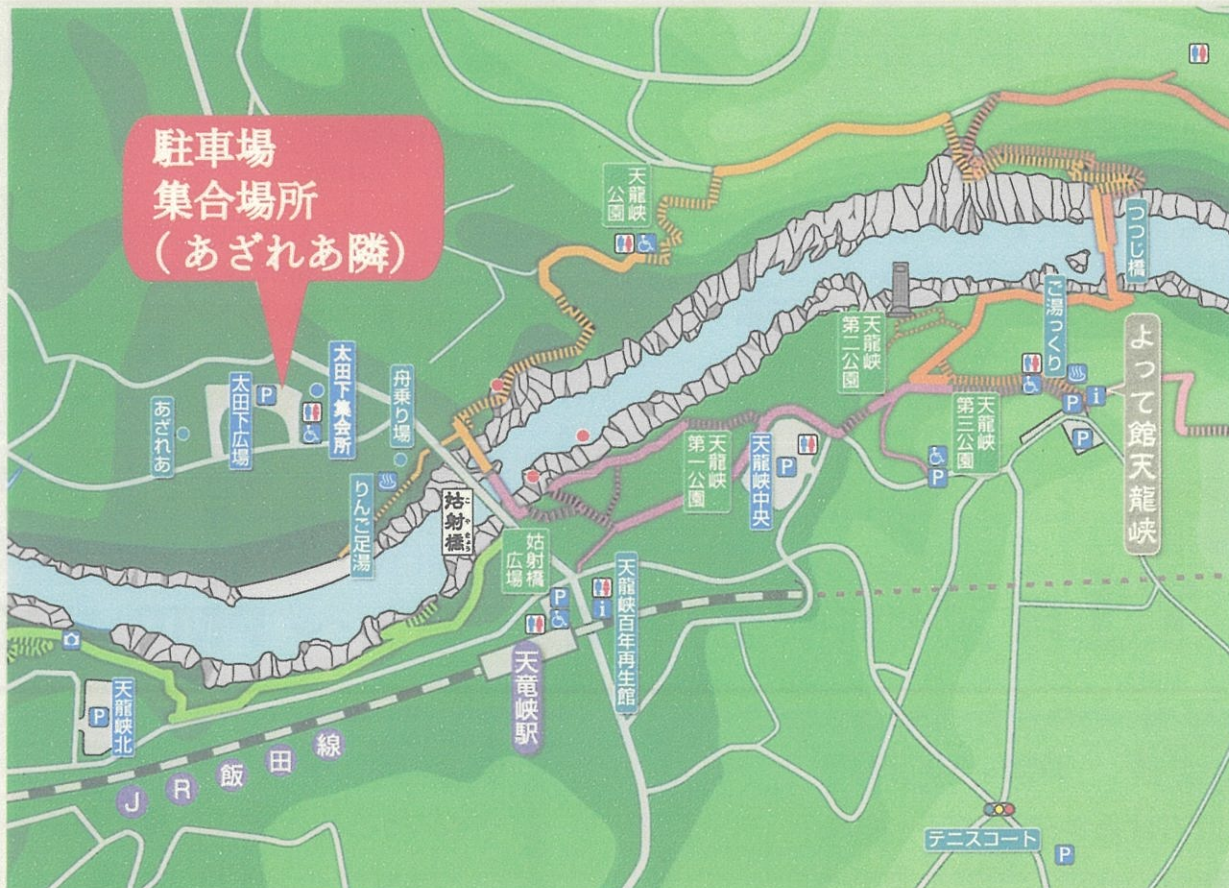 駐車場
集合場所
(あざれあ隣)
天龍峡
公園
つつじ橋
ご湯っくり
天龍峡
第二公園
よって館天龍峡
太田下集会所
舟乗り場
太田下広場
P
あざれあ
りんご足湯
姑射橋
こやきょう
天龍峡
第一公園
天龍峡中央
P
天龍峡
第三公園
P
P
i
P
姑射橋
広場
P
i
天龍峡百年再生館
天竜峡駅
天龍峡北
P
JR飯田線
テニスコート
P